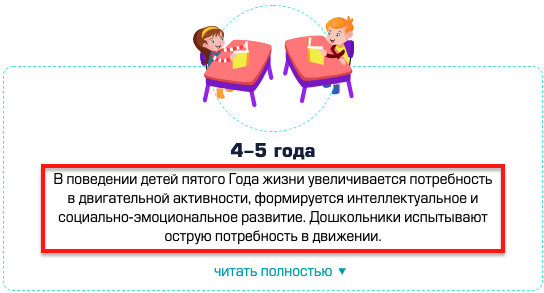 4–5 года
В поведении детей пятого Года жизни увеличивается потребность
в двигательной активности, формируется интеллектуальное и
социально-эмоциональное развитие. Дошкольники испытывают
острую потребность в движении.
читать полностью ▼